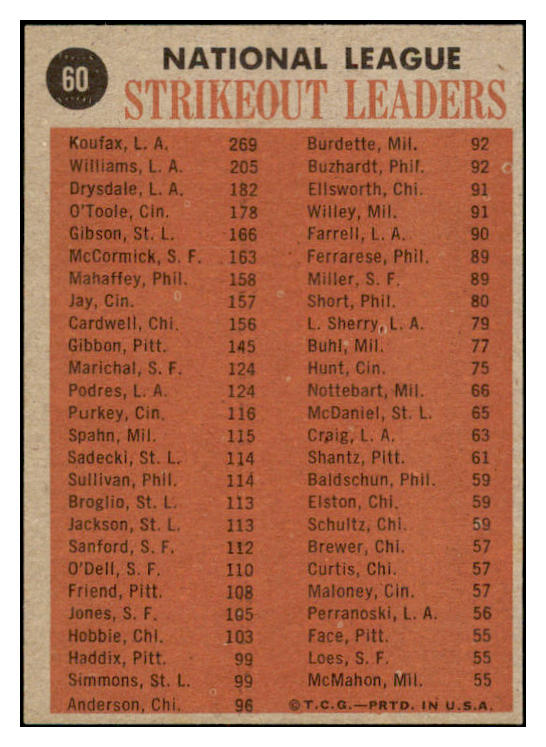 60
NATIONAL LEAGUE
STRIKEOUT LEADERS
Koufax, L. A. 269
Williams, L. A. 205
Drysdale, L. A. 182
O'Toole, Cin. 178
Gibson, St. L. 166
McCormick, S. F. 163
Mahaffey, Phil. 158
Jay, Cin. 157
Cardwell, Chi. 156
Gibbon, Pitt. 145
Marichal, S. F. 124
Podres, L. A. 124
Purkey, Cin. 116
Spahn, Mil. 115
Sadecki, St. L. 114
Sullivan, Phil. 114
Broglio, St. L. 113
Jackson, St. L. 113
Sanford, S. F. 112
O'Dell, S. F. 110
Friend, Pitt. 108
Jones, S. F. 105
Hobbie, Chi. 103
Haddix, Pitt. 99
Simmons, St. L. 99
Anderson, Chi. 96
Burdette, Mil. 92
Buzhardt, Phil. 92
Ellsworth, Chi. 91
Willey, Mil. 91
Farrell, L. A. 90
Ferrarese, Phil. 89
Miller, S. F. 89
Short, Phil. 80
L. Sherry, L. A. 79
Buhl, Mil. 77
Hunt, Cin. 75
Nottebart, Mil. 66
McDaniel, St. L. 65
Craig, L. A. 63
Shantz, Pitt. 61
Baldschun, Phil. 59
Elston, Chi. 59
Schultz, Chi. 59
Brewer, Chi. 57
Curtis, Chi. 57
Maloney, Cin. 57
Perranoski, L. A. 56
Face, Pitt. 55
Loes, S. F. 55
McMahon, Mil. 55
©T.C.G.—PRTD. IN U.S.A.